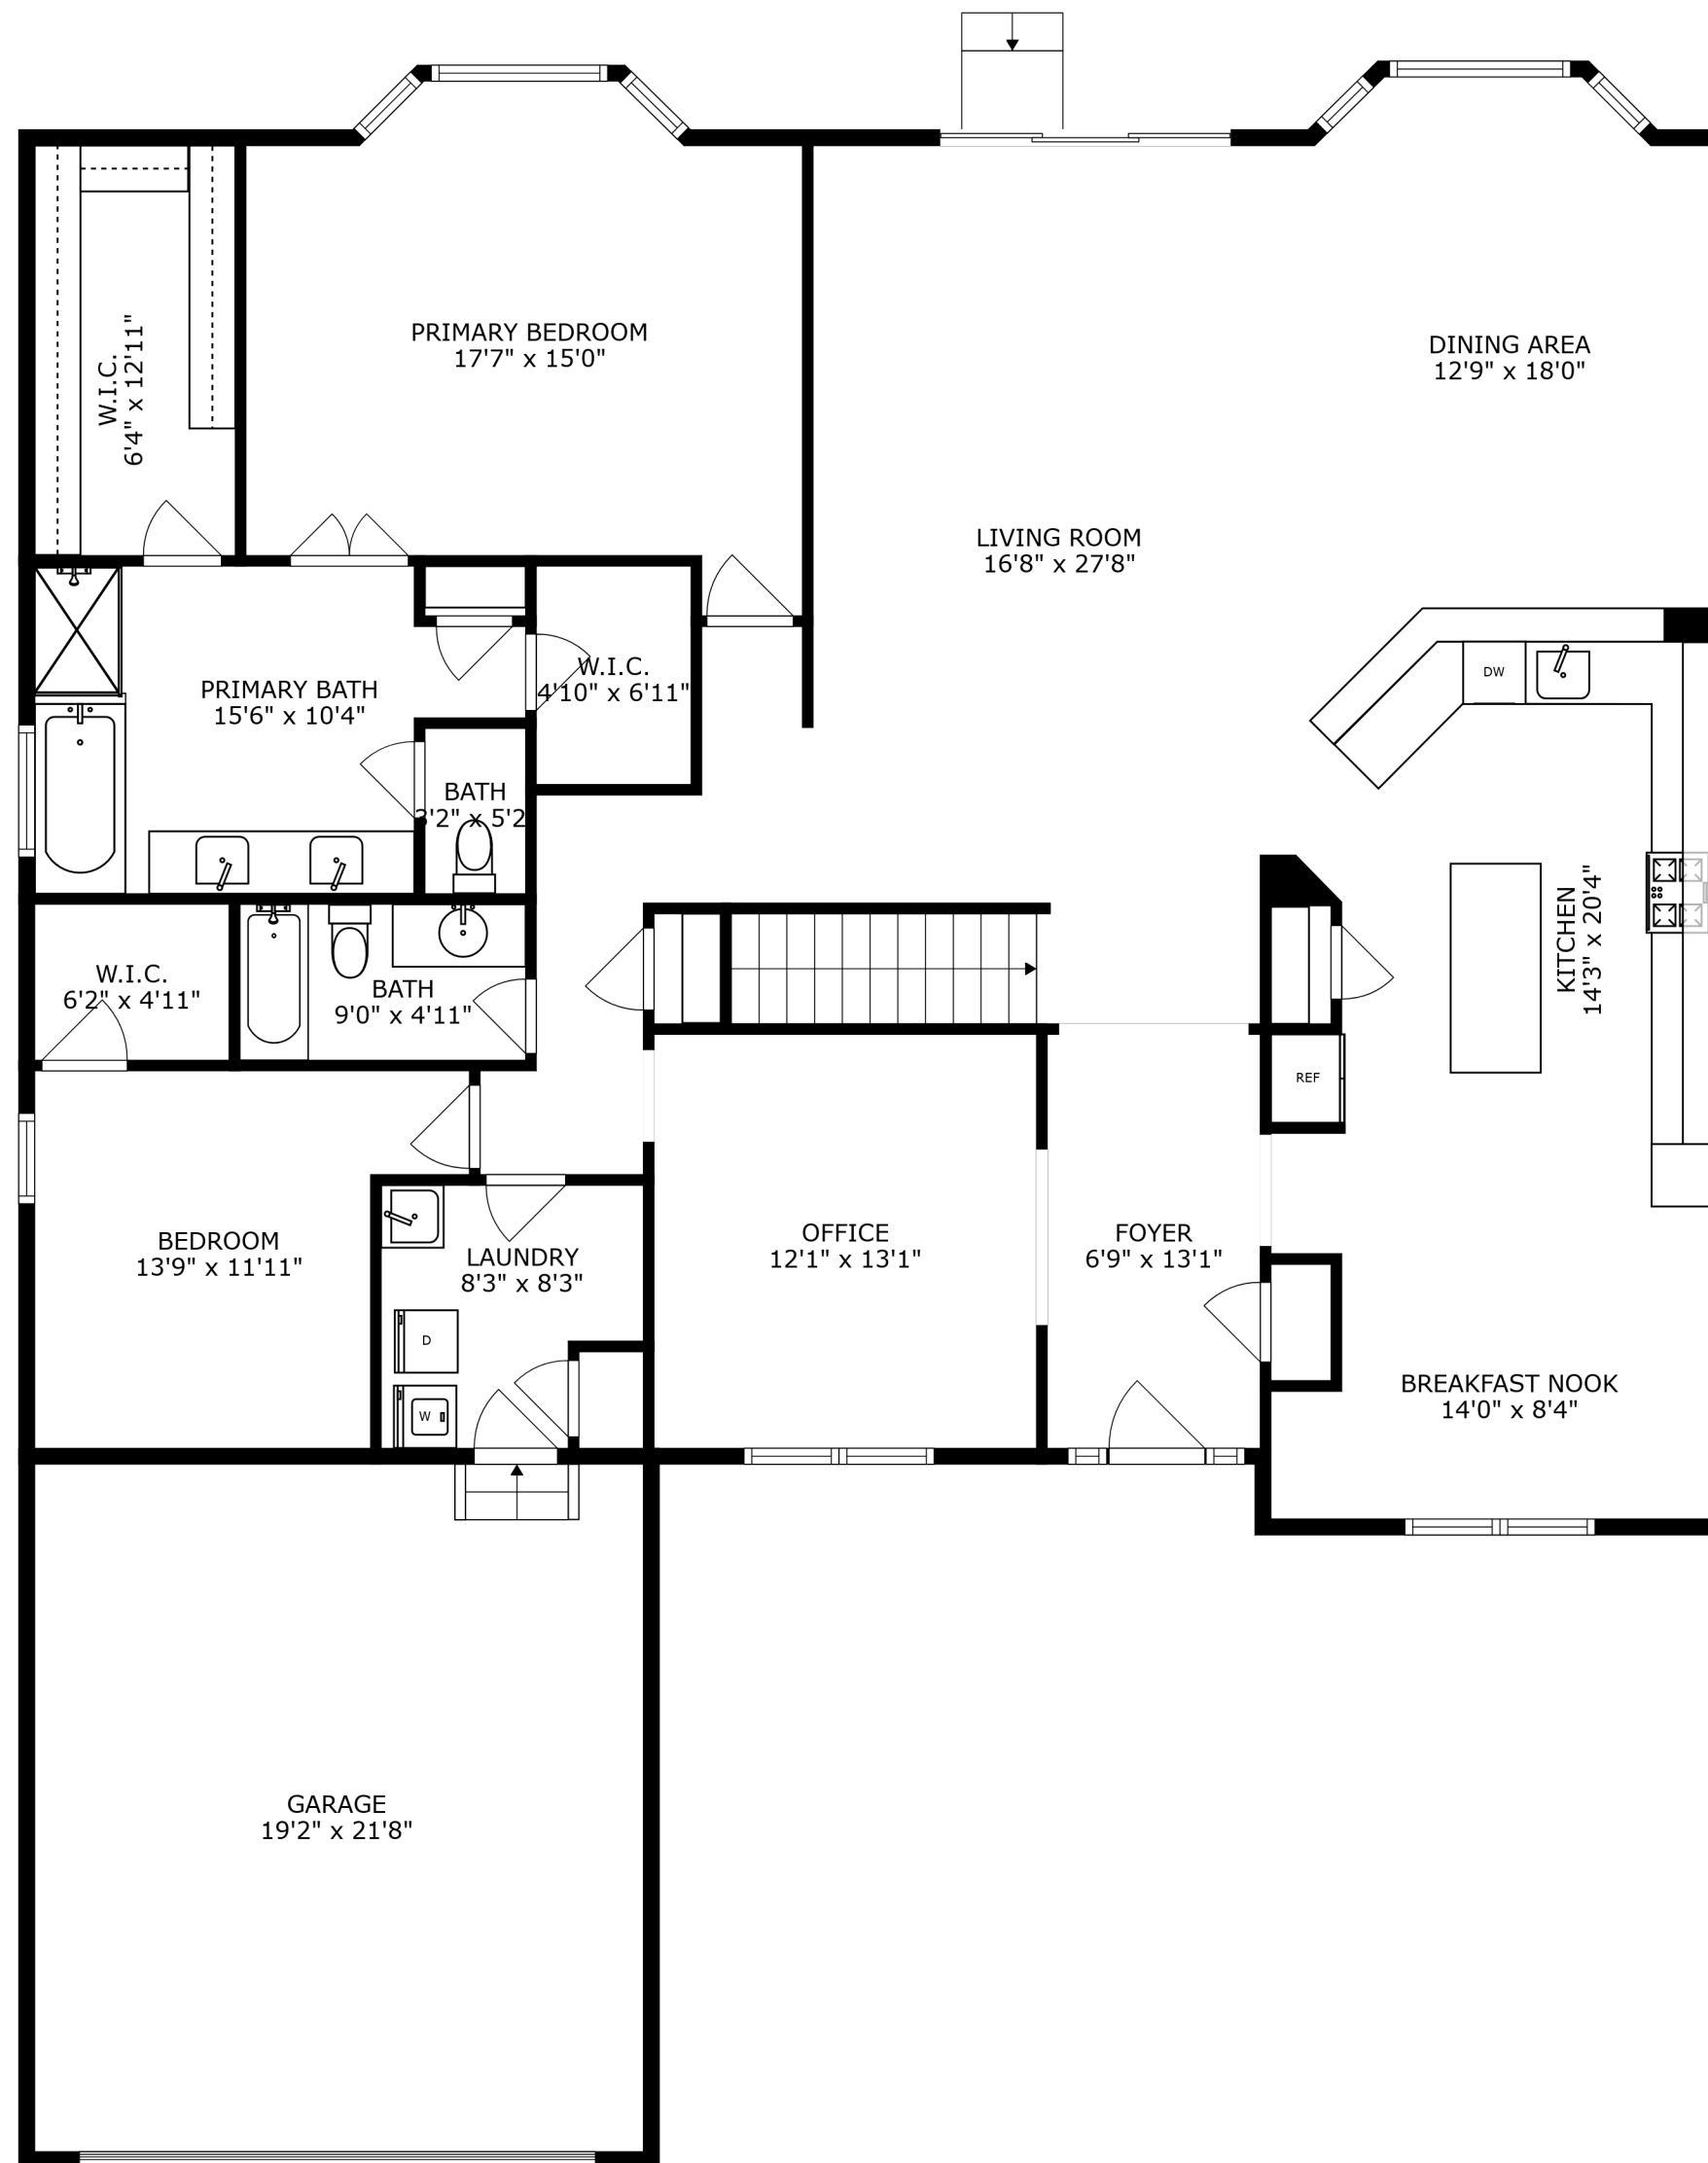 PRIMARY BEDROOM
17'7" x 15'0"
DINING AREA
12'9" x 18'0"
W.I.C.
6'4" x 12'11"
LIVING ROOM
16'8" x 27'8"
W.I.C.
4'10" x 6'11"
DW
PRIMARY BATH
15'6" x 10'4"
BATH
3'2" x 5'2
KITCHEN
14'3" x 20'4"
W.I.C.
6'2" x 4'11"
BATH
9'0" x 4'11"
REF
BEDROOM
13'9" x 11'11"
LAUNDRY
8'3" x 8'3"
OFFICE
12'1" x 13'1"
FOYER
6'9" x 13'1"
D
BREAKFAST NOOK
14'0" x 8'4"
W
GARAGE
19'2" x 21'8"